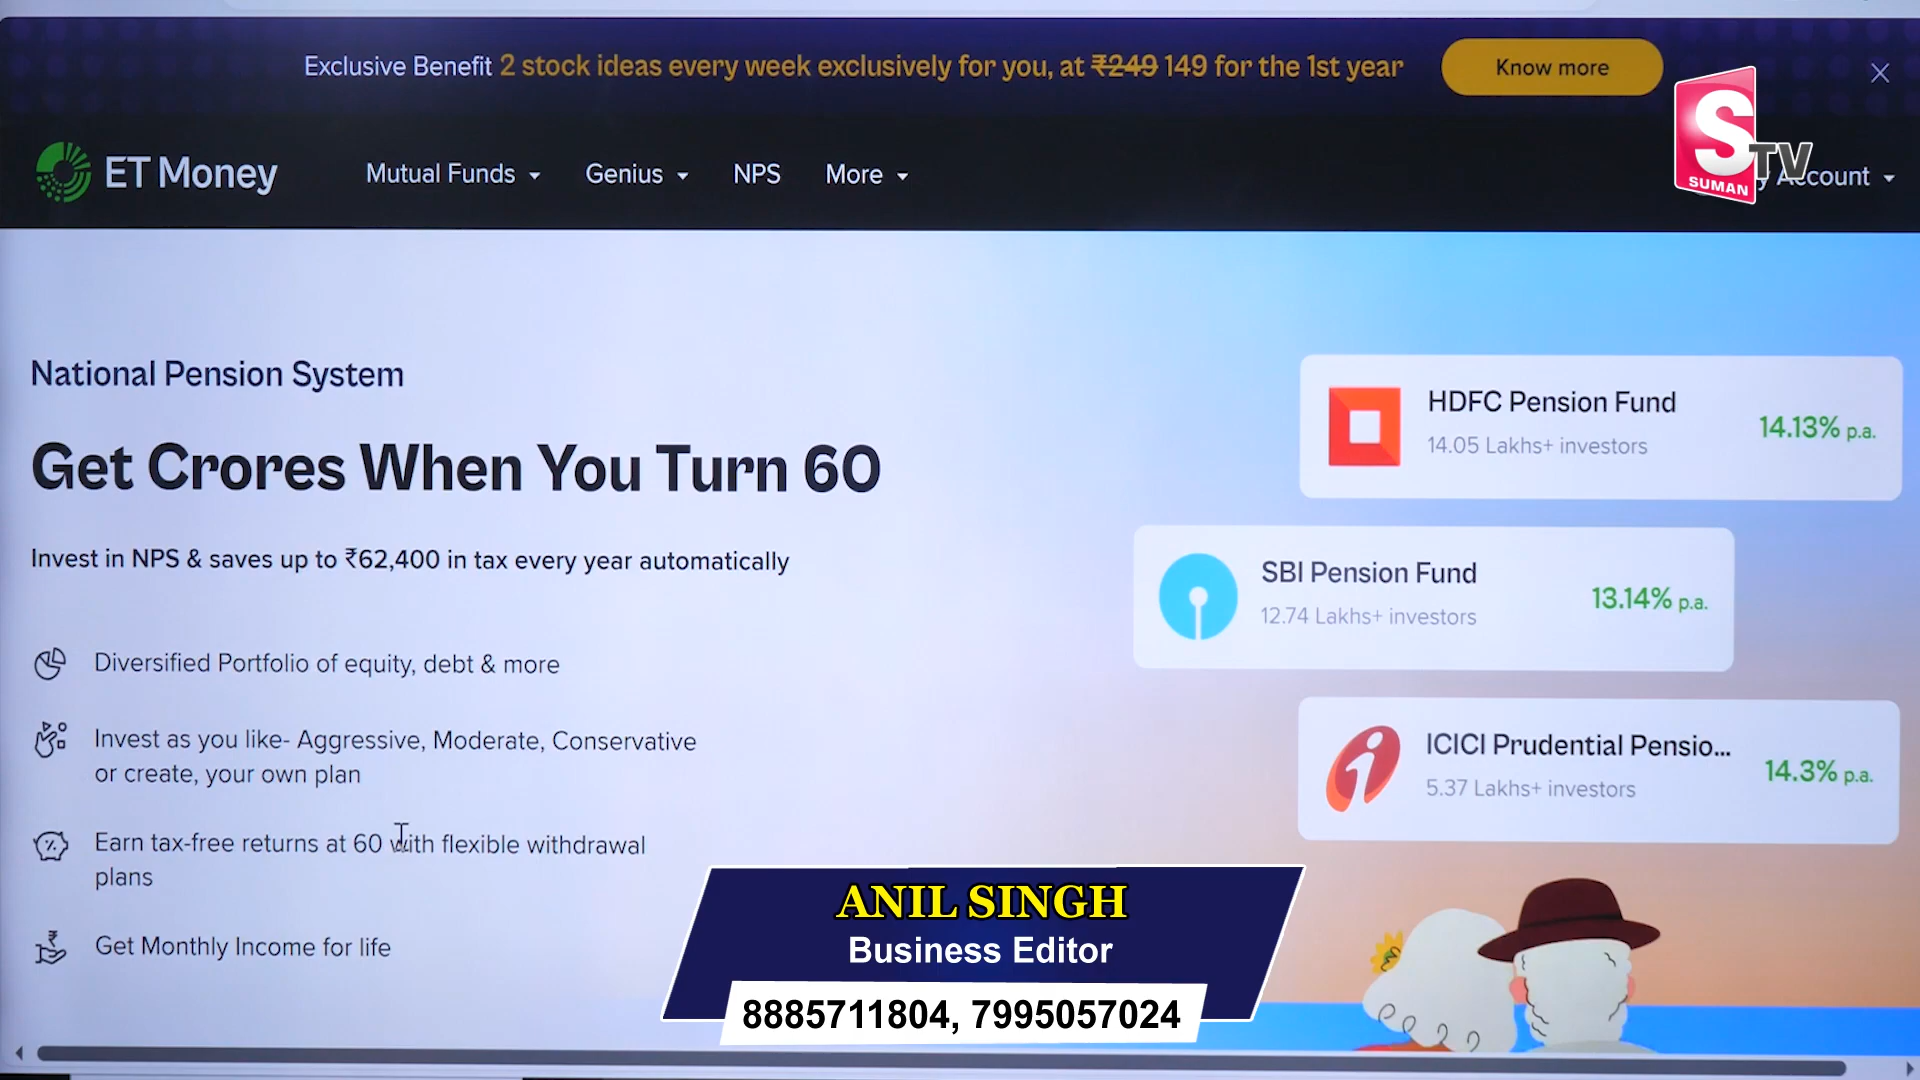 Exclusive Benefit 2 stock ideas every week exclusively for you, at ₹249 149 for the 1st year
Know more
S TV
SUMAN
ET Money
Mutual Funds
Genius
NPS
More
Account
National Pension System
Get Crores When You Turn 60
Invest in NPS & saves up to ₹62,400 in tax every year automatically
Diversified Portfolio of equity, debt & more
Invest as you like- Aggressive, Moderate, Conservative
or create, your own plan
Earn tax-free returns at 60 with flexible withdrawal
plans
Get Monthly Income for life
HDFC Pension Fund
14.05 Lakhs+ investors
14.13% p.a.
SBI Pension Fund
12.74 Lakhs+ investors
13.14% p.a.
ICICI Prudential Pensio...
5.37 Lakhs+ investors
14.3% p.a.
ANIL SINGH
Business Editor
8885711804, 7995057024